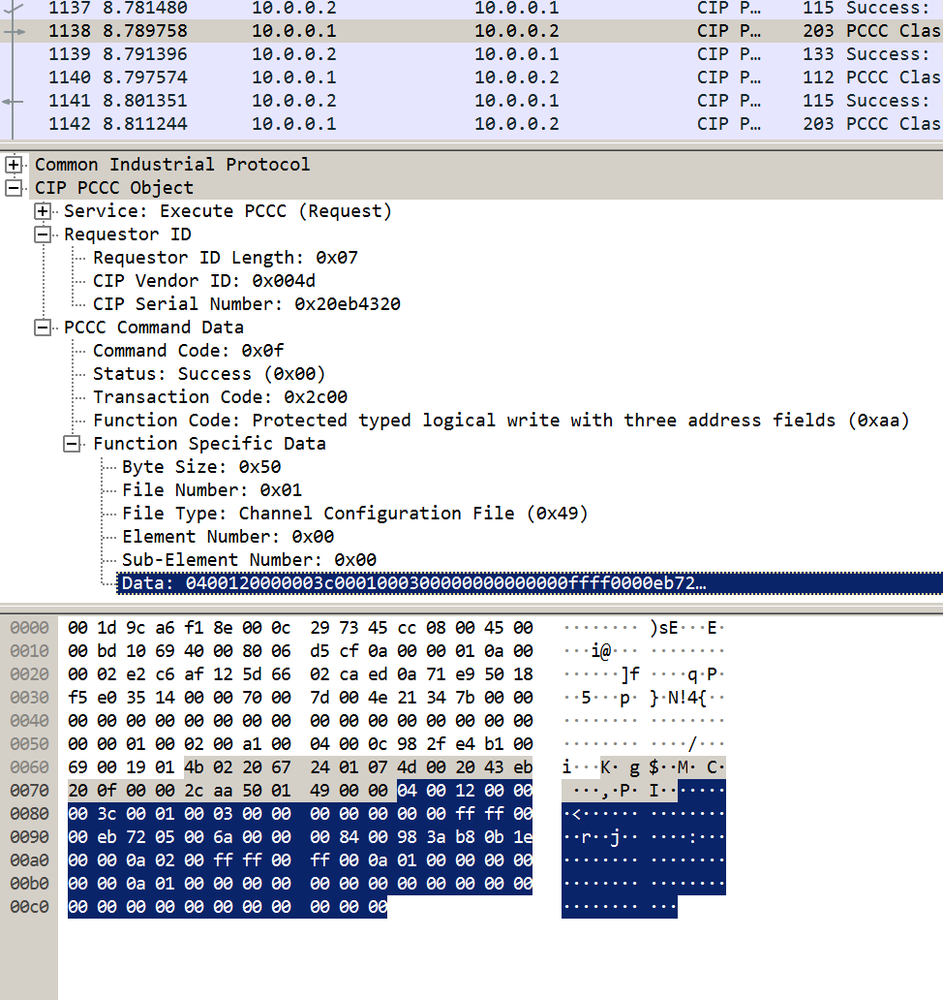 1137 8.781480 10.0.0.2 10.0.0.1 CIP P… 115 Success:
1138 8.789758 10.0.0.1 10.0.0.2 CIP P… 203 PCCC Clas
1139 8.791396 10.0.0.2 10.0.0.1 CIP P… 133 Success:
1140 8.797574 10.0.0.1 10.0.0.2 CIP P… 112 PCCC Clas
1141 8.801351 10.0.0.2 10.0.0.1 CIP P… 115 Success:
1142 8.811244 10.0.0.1 10.0.0.2 CIP P… 203 PCCC Clas
Common Industrial Protocol
CIP PCCC Object
Service: Execute PCCC (Request)
Requestor ID
Requestor ID Length: 0x07
CIP Vendor ID: 0x004d
CIP Serial Number: 0x20eb4320
PCCC Command Data
Command Code: 0x0f
Status: Success (0x00)
Transaction Code: 0x2c00
Function Code: Protected typed logical write with three address fields (0xaa)
Function Specific Data
Byte Size: 0x50
File Number: 0x01
File Type: Channel Configuration File (0x49)
Element Number: 0x00
Sub-Element Number: 0x00
Data: 0400120000003c000100030000000000000000ffff0000eb72…
0000 00 1d 9c a6 f1 8e 00 0c 29 73 45 cc 08 00 45 00 ········ )sE···E·
0010 00 bd 10 69 40 00 80 06 d5 cf 0a 00 00 01 0a 00 ···i@··· ········
0020 00 02 e2 c6 af 12 5d 66 02 ca ed 0a 71 e9 50 18 ······]f ····q·P·
0030 f5 e0 35 14 00 00 70 00 7d 00 4e 21 34 7b 00 00 ··5···p· }·N!4{··
0040 00 00 00 00 00 00 00 00 00 00 00 00 00 00 00 00 ········ ········
0050 00 00 01 00 02 00 a1 00 04 00 0c 98 2f e4 b1 00 ········ ····/···
0060 69 00 19 01 4b 02 20 67 24 01 07 4d 00 20 43 eb i···K· g $··M· C·
0070 20 0f 00 00 2c aa 50 01 49 00 00 04 00 12 00 00  ···,·P· I·······
0080 00 3c 00 01 00 03 00 00 00 00 00 00 00 ff ff 00 ·<······ ········
0090 00 eb 72 05 00 6a 00 00 00 84 00 98 3a b8 0b 1e ··r··j·· ····:···
00a0 00 00 0a 02 00 ff ff 00 ff 00 0a 01 00 00 00 00 ········ ········
00b0 00 00 0a 01 00 00 00 00 00 00 00 00 00 00 00 00 ········ ········
00c0 00 00 00 00 00 00 00 00 00 00 00 ········ ···